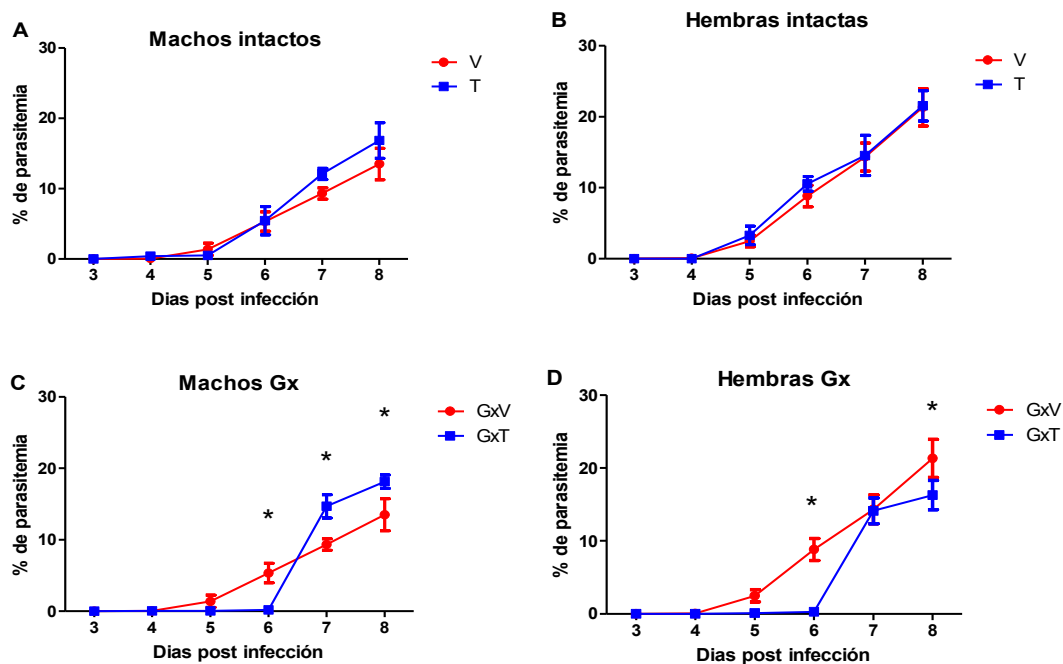 A
Machos intactos
% de parasitemia
30
20
10
0
3 4 5 6 7 8
Dias post infección
V
T
B
Hembras intactas
% de parasitemia
30
20
10
0
3 4 5 6 7 8
Dias post infección
V
T
C
Machos Gx
% de parasitemia
30
20
10
0
* * *
3 4 5 6 7 8
Dias post infección
GxV
GxT
D
Hembras Gx
% de parasitemia
30
20
10
0
* *
3 4 5 6 7 8
Dias post infección
GxV
GxT